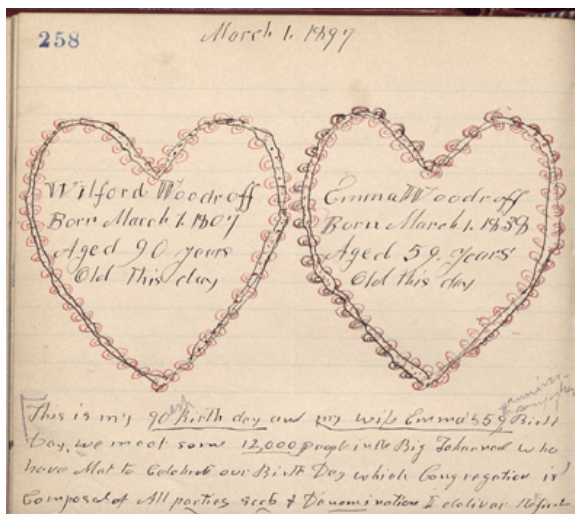 258
March 1. 1897
Wilford Woodroff
Born March 1. 1807
Aged 90 years
Old this day
Emma Woodroff
Born March 1. 1838
Aged 59. years
Old this day
This is my 90th Birth day and my wife Emma's 59 Birth
Day, we meet some 12,000 people in the Big Tabernacl who
have Met to Celebrate our Birth Day which Congregation is
Composed of All parties Sects & Denomination I deliver